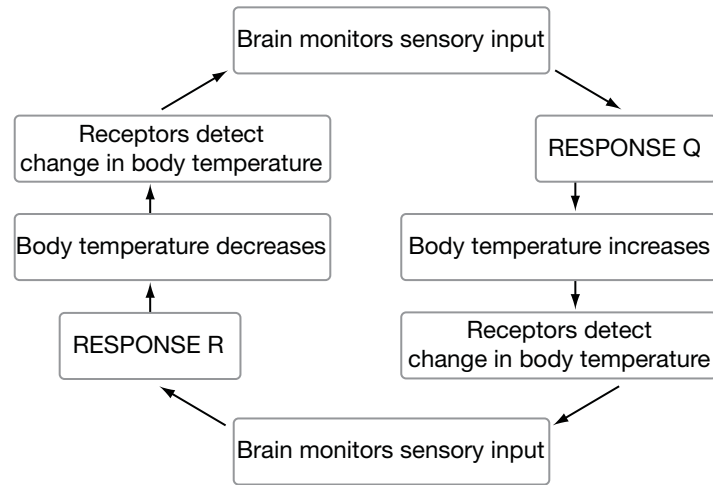 Brain monitors sensory input
Receptors detect
change in body temperature
RESPONSE Q
Body temperature decreases
Body temperature increases
RESPONSE R
Receptors detect
change in body temperature
Brain monitors sensory input